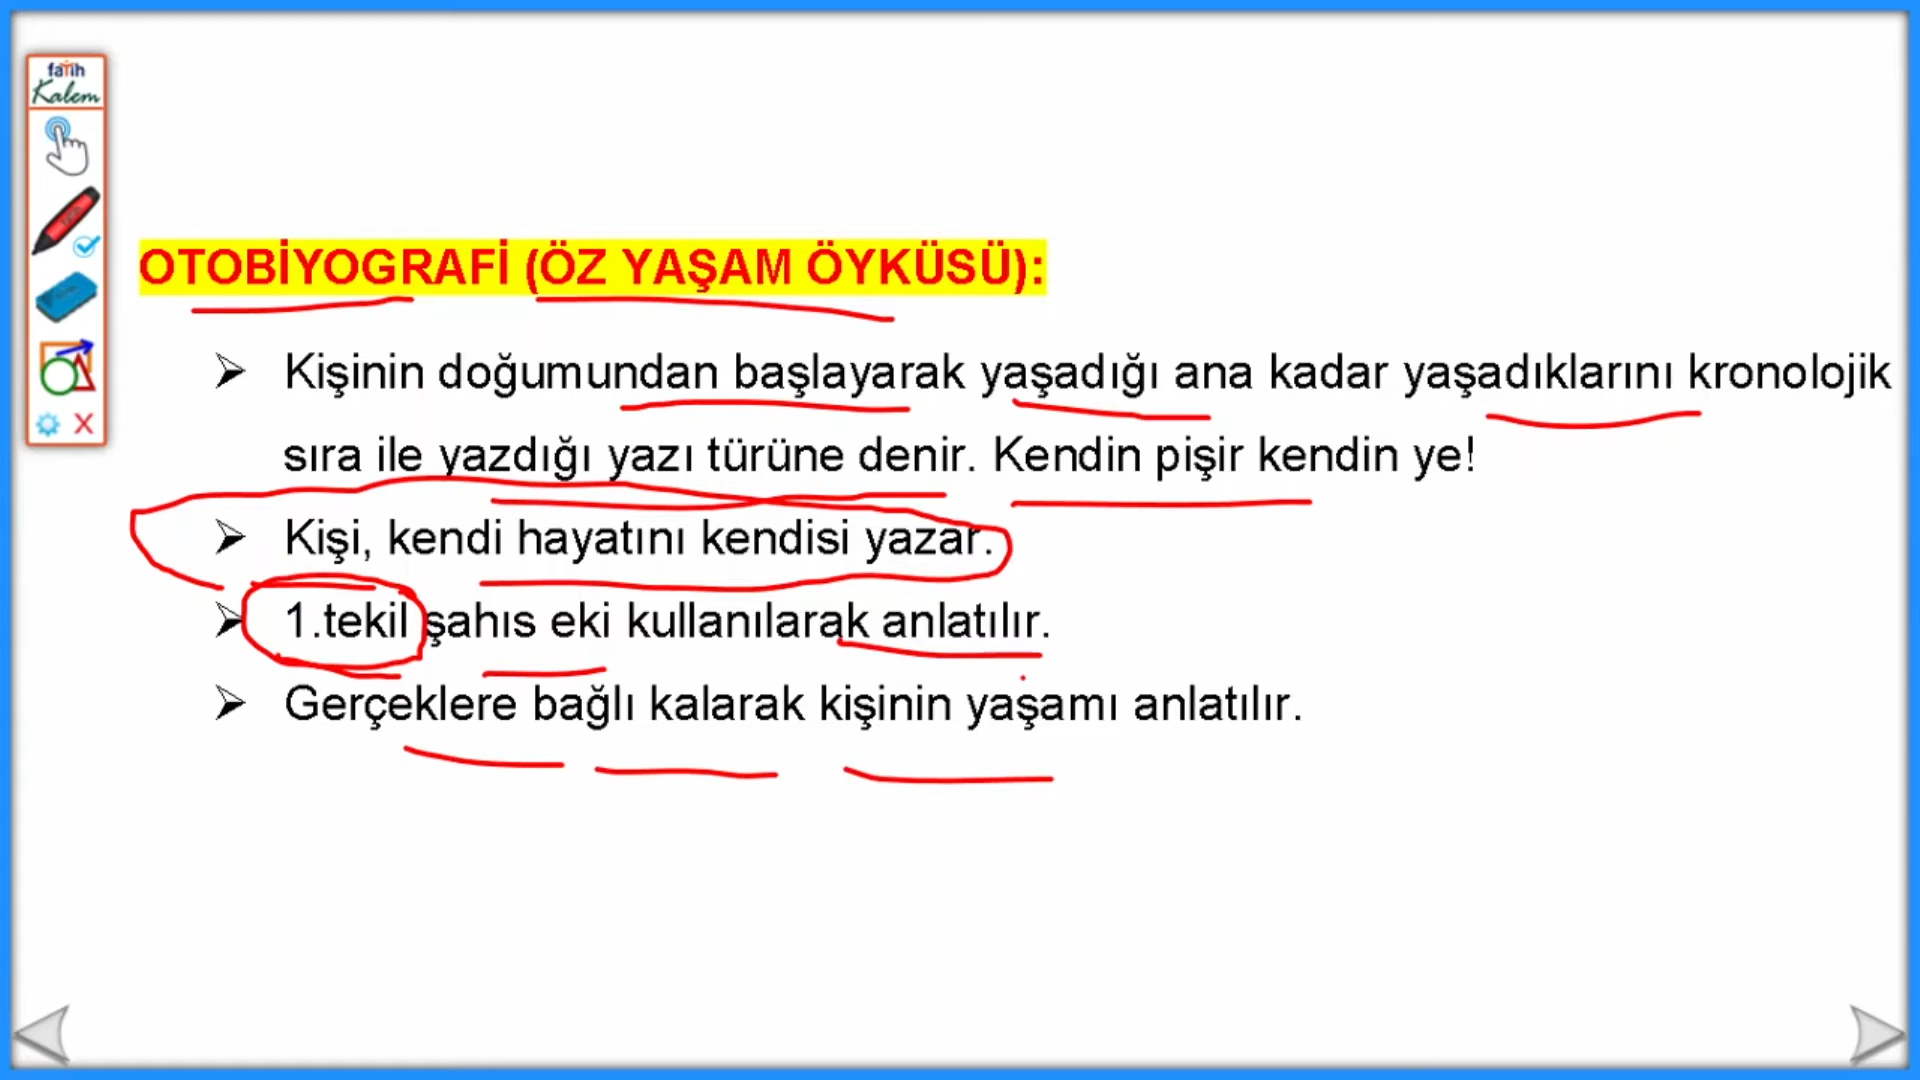 fatih
Kalem
OTOBİYOGRAFİ (ÖZ YAŞAM ÖYKÜSÜ):
Kişinin doğumundan başlayarak yaşadığı ana kadar yaşadıklarını kronolojik
sıra ile yazdığı yazı türüne denir. Kendin pişir kendin ye!
Kişi, kendi hayatını kendisi yazar.
1.tekil şahıs eki kullanılarak anlatılır.
Gerçeklere bağlı kalarak kişinin yaşamı anlatılır.